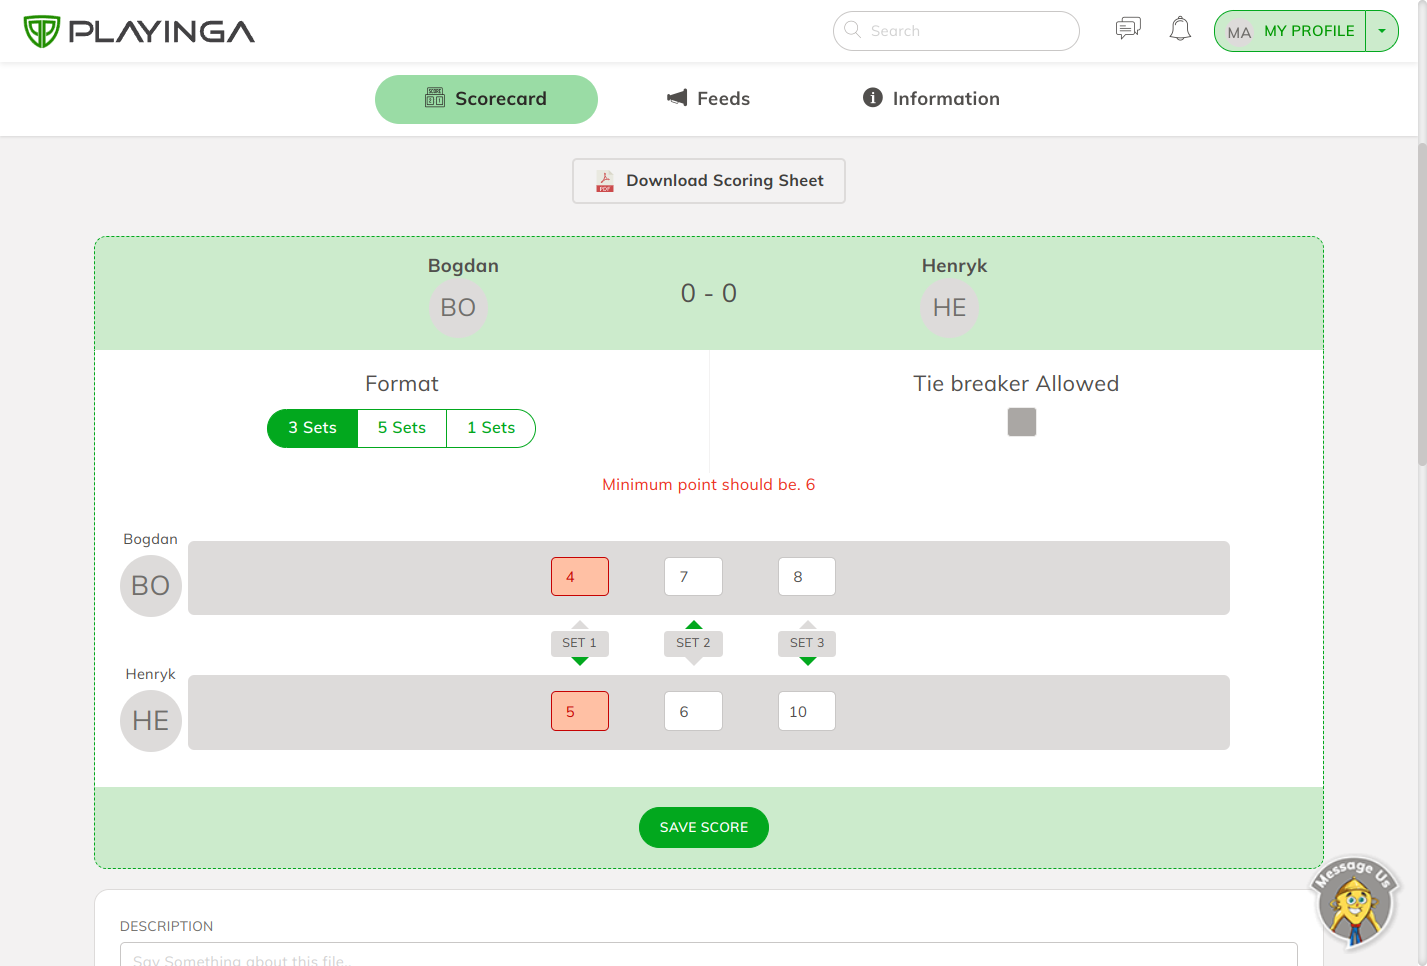 PLAYINGA
Search
MA MY PROFILE
Scorecard
Feeds
Information
Download Scoring Sheet
Bogdan
BO
0 - 0
Henryk
HE
Format
3 Sets
5 Sets
1 Sets
Tie breaker Allowed
Minimum point should be. 6
Bogdan
BO
4 7 8
SET 1 SET 2 SET 3
Henryk
HE
5 6 10
SAVE SCORE
Message Us
DESCRIPTION
Say Something about this file..